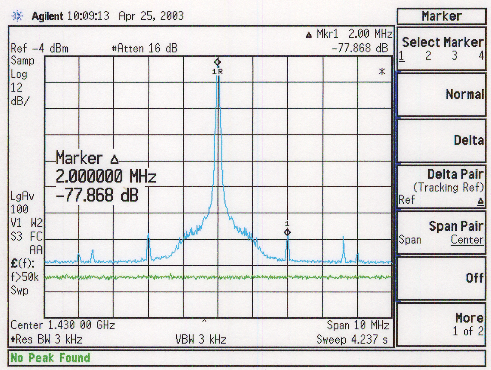 Agilent 10:09:13 Apr 25, 2003
Marker
Δ Mkr1 2.00 MHz
Ref -4 dBm #Atten 16 dB -77.868 dB
Select Marker
1 2 3 4
Samp
Log
12
dB/
1R
*
Normal
Delta
Marker Δ
2.000000 MHz
-77.868 dB
Delta Pair
(Tracking Ref)
Ref Δ
LgAv
100
V1 W2
S3 FC
AA
1
Span Pair
Span Center
£(f):
f>50k
Swp
Off
Center 1.430 00 GHz Span 10 MHz
#Res BW 3 kHz VBW 3 kHz Sweep 4.237 s
More
1 of 2
No Peak Found